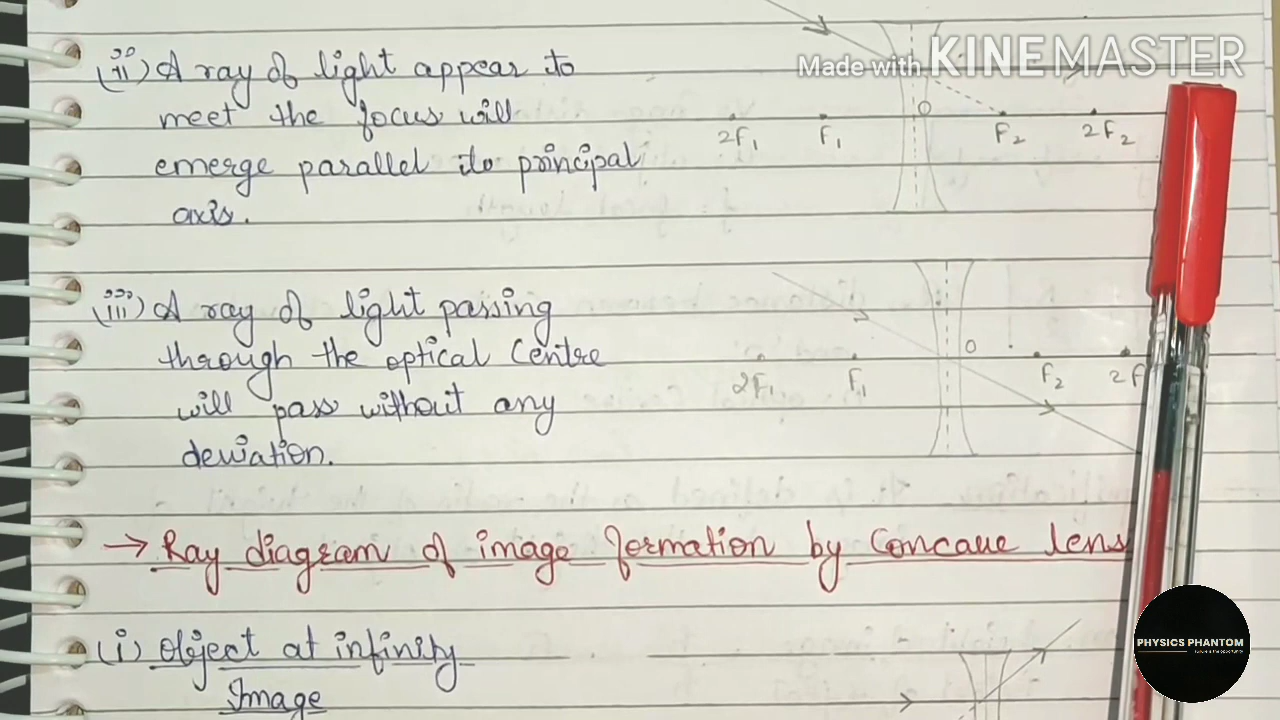 Made with KINEMASTER
(ii) A ray of light appear to
meet the focus will
emerge parallel to principal
axis.
2F₁ F₁ O F₂ 2F₂
(iii) A ray of light passing
through the optical Centre
will pass without any
deviation.
2F₁ F₁ O F₂ 2F
→ Ray diagram of image formation by Concave lens
(i) Object at infinity
Image
PHYSICS PHANTOM